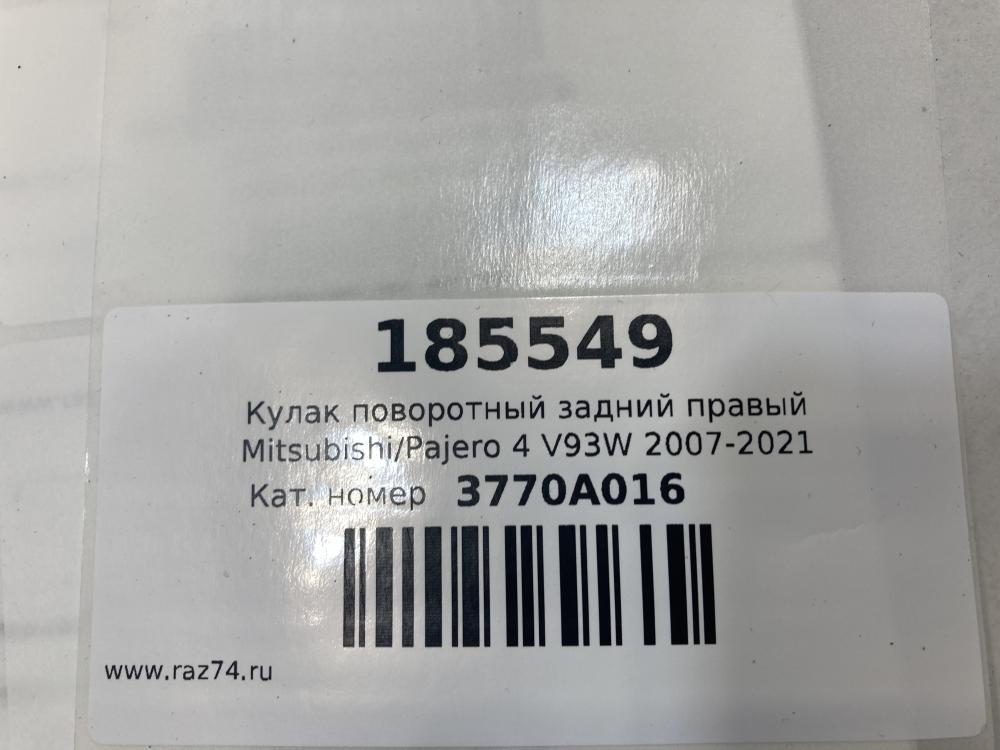 185549
Кулак поворотный задний правый
Mitsubishi/Pajero 4 V93W 2007-2021
Кат. номер 3770A016
www.raz74.ru